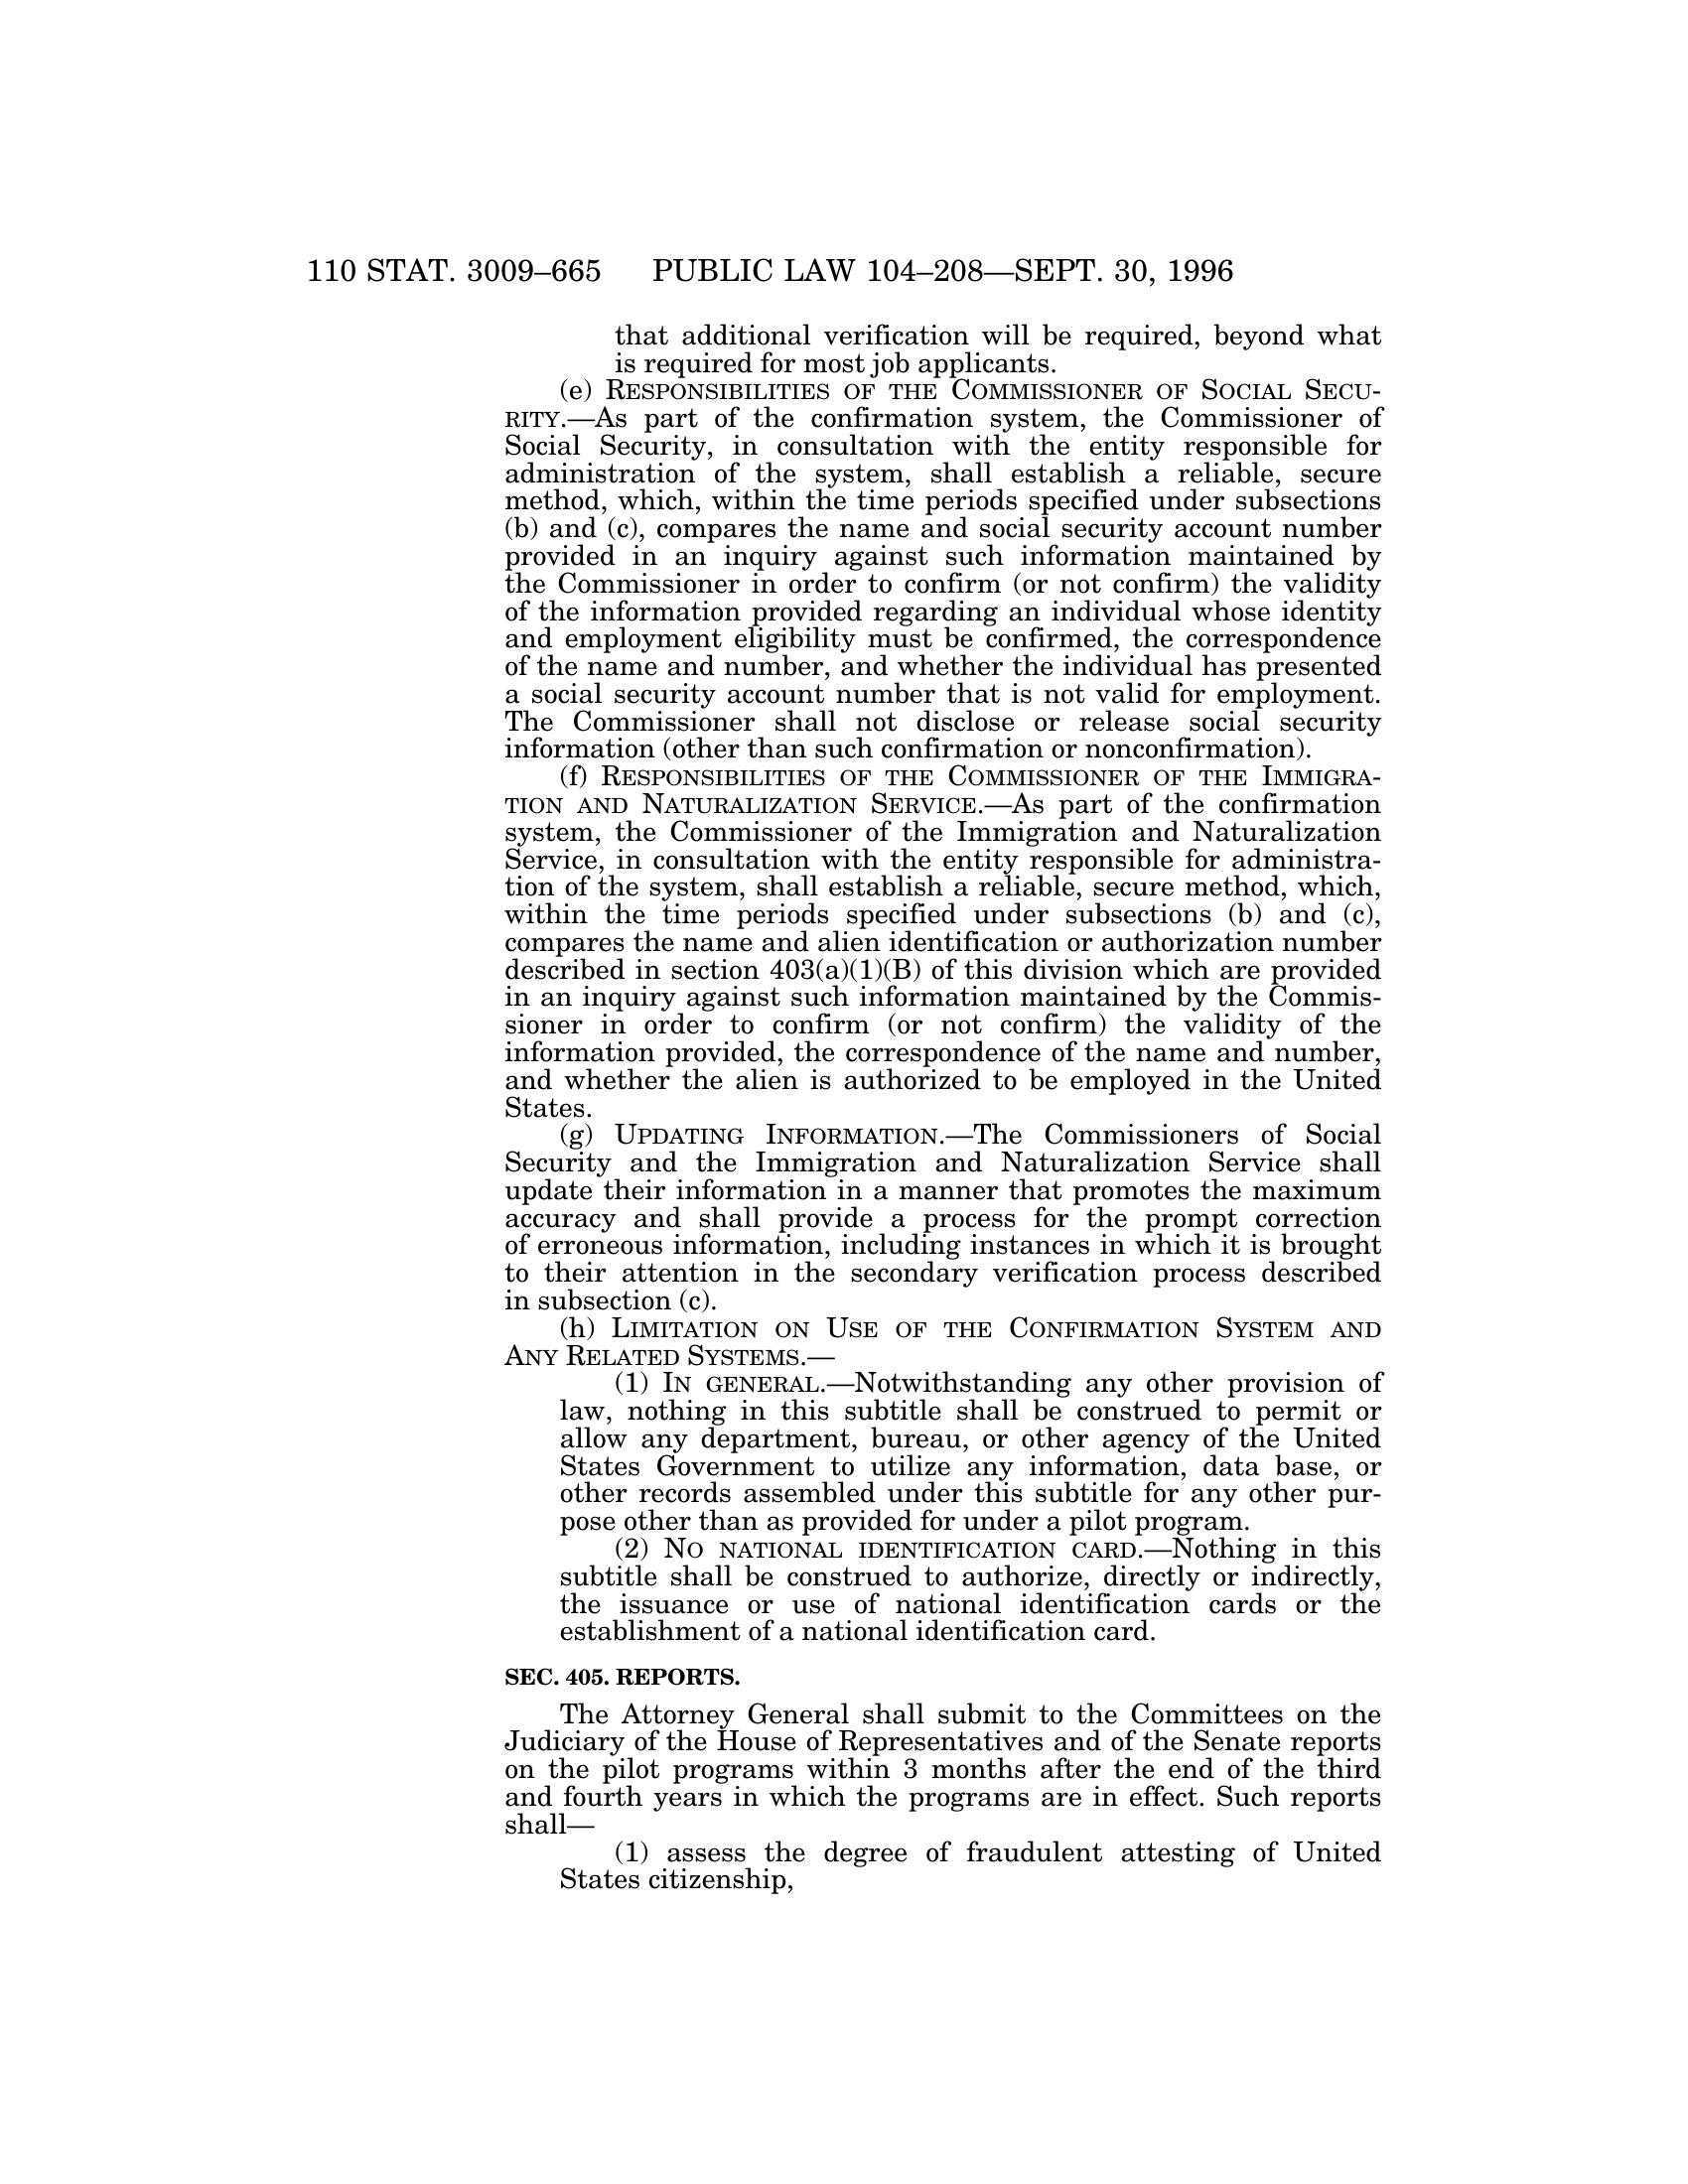 110 STAT. 3009–665 PUBLIC LAW 104–208—SEPT. 30, 1996
that additional verification will be required, beyond what
is required for most job applicants.
(e) RESPONSIBILITIES OF THE COMMISSIONER OF SOCIAL SECU-
RITY.—As part of the confirmation system, the Commissioner of
Social Security, in consultation with the entity responsible for
administration of the system, shall establish a reliable, secure
method, which, within the time periods specified under subsections
(b) and (c), compares the name and social security account number
provided in an inquiry against such information maintained by
the Commissioner in order to confirm (or not confirm) the validity
of the information provided regarding an individual whose identity
and employment eligibility must be confirmed, the correspondence
of the name and number, and whether the individual has presented
a social security account number that is not valid for employment.
The Commissioner shall not disclose or release social security
information (other than such confirmation or nonconfirmation).
(f) RESPONSIBILITIES OF THE COMMISSIONER OF THE IMMIGRA-
TION AND NATURALIZATION SERVICE.—As part of the confirmation
system, the Commissioner of the Immigration and Naturalization
Service, in consultation with the entity responsible for administra-
tion of the system, shall establish a reliable, secure method, which,
within the time periods specified under subsections (b) and (c),
compares the name and alien identification or authorization number
described in section 403(a)(1)(B) of this division which are provided
in an inquiry against such information maintained by the Commis-
sioner in order to confirm (or not confirm) the validity of the
information provided, the correspondence of the name and number,
and whether the alien is authorized to be employed in the United
States.
(g) UPDATING INFORMATION.—The Commissioners of Social
Security and the Immigration and Naturalization Service shall
update their information in a manner that promotes the maximum
accuracy and shall provide a process for the prompt correction
of erroneous information, including instances in which it is brought
to their attention in the secondary verification process described
in subsection (c).
(h) LIMITATION ON USE OF THE CONFIRMATION SYSTEM AND
ANY RELATED SYSTEMS.—
(1) IN GENERAL.—Notwithstanding any other provision of
law, nothing in this subtitle shall be construed to permit or
allow any department, bureau, or other agency of the United
States Government to utilize any information, data base, or
other records assembled under this subtitle for any other pur-
pose other than as provided for under a pilot program.
(2) NO NATIONAL IDENTIFICATION CARD.—Nothing in this
subtitle shall be construed to authorize, directly or indirectly,
the issuance or use of national identification cards or the
establishment of a national identification card.
SEC. 405. REPORTS.
The Attorney General shall submit to the Committees on the
Judiciary of the House of Representatives and of the Senate reports
on the pilot programs within 3 months after the end of the third
and fourth years in which the programs are in effect. Such reports
shall—
(1) assess the degree of fraudulent attesting of United
States citizenship,